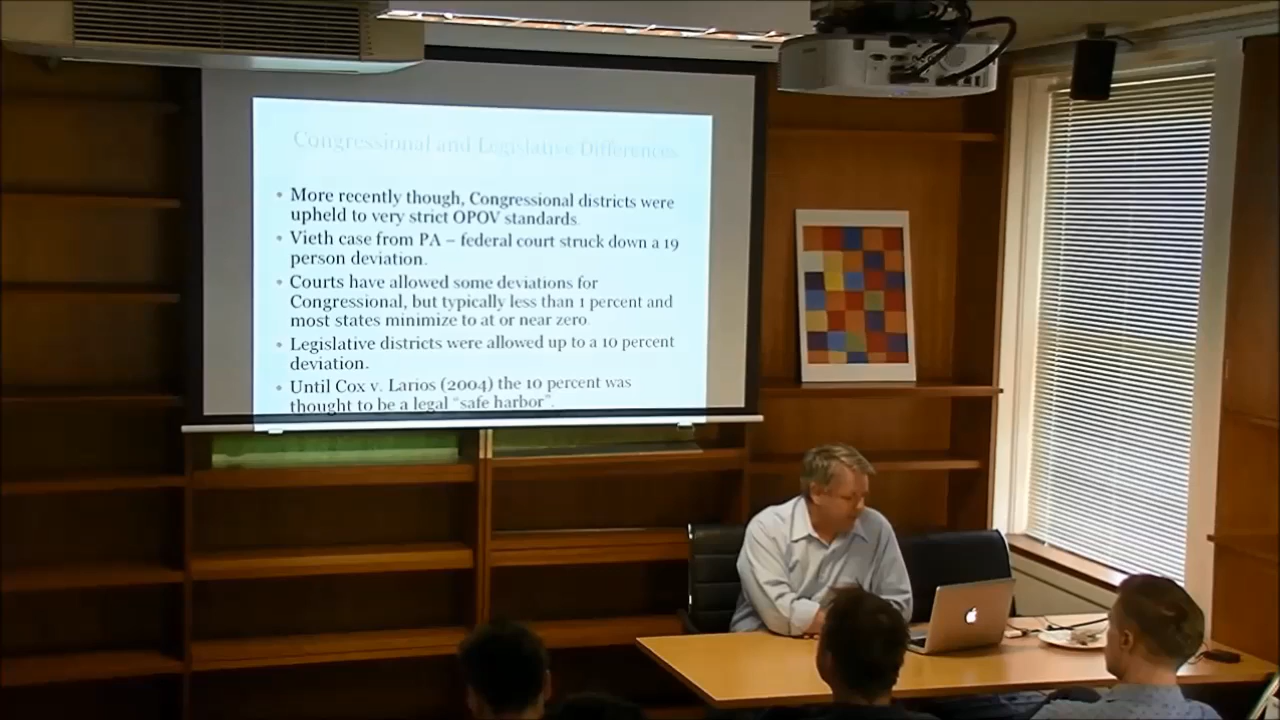 Congressional and Legislative Differences
• More recently though, Congressional districts were
upheld to very strict OPOV standards.
• Vieth case from PA – federal court struck down a 19
person deviation.
• Courts have allowed some deviations for
Congressional, but typically less than 1 percent and
most states minimize to at or near zero.
• Legislative districts were allowed up to a 10 percent
deviation.
• Until Cox v. Larios (2004) the 10 percent was
thought to be a legal “safe harbor”.